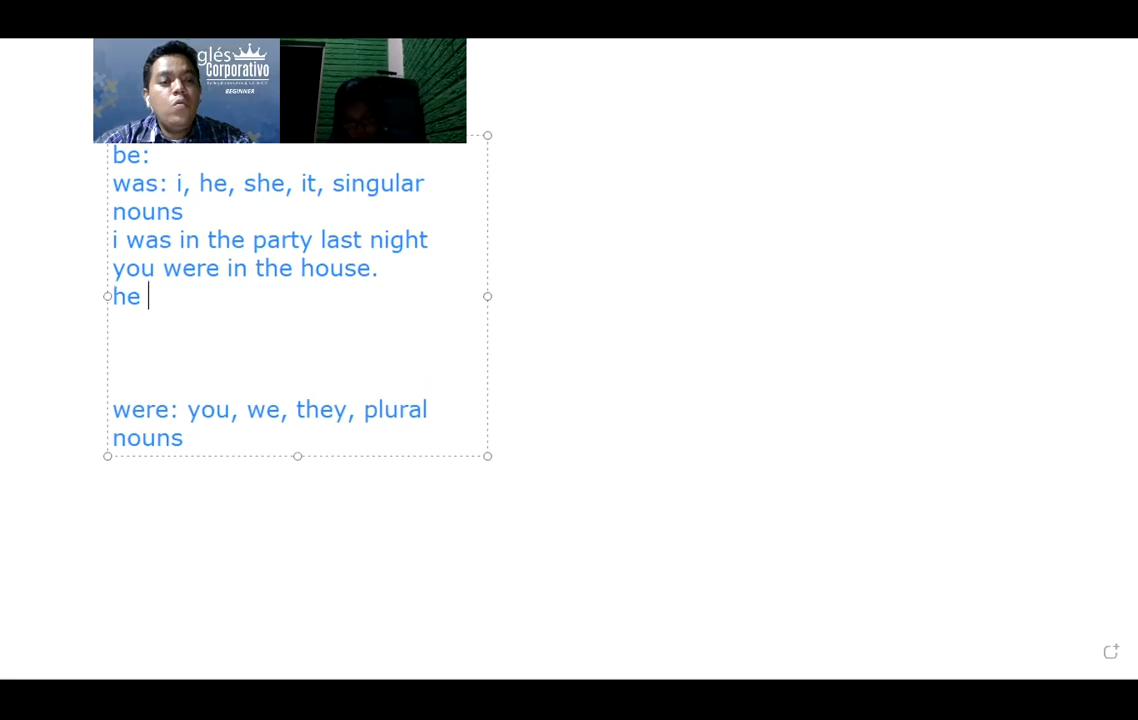 glés
Corporativo
BEGINNER
be:
was: i, he, she, it, singular
nouns
i was in the party last night
you were in the house.
he
were: you, we, they, plural
nouns